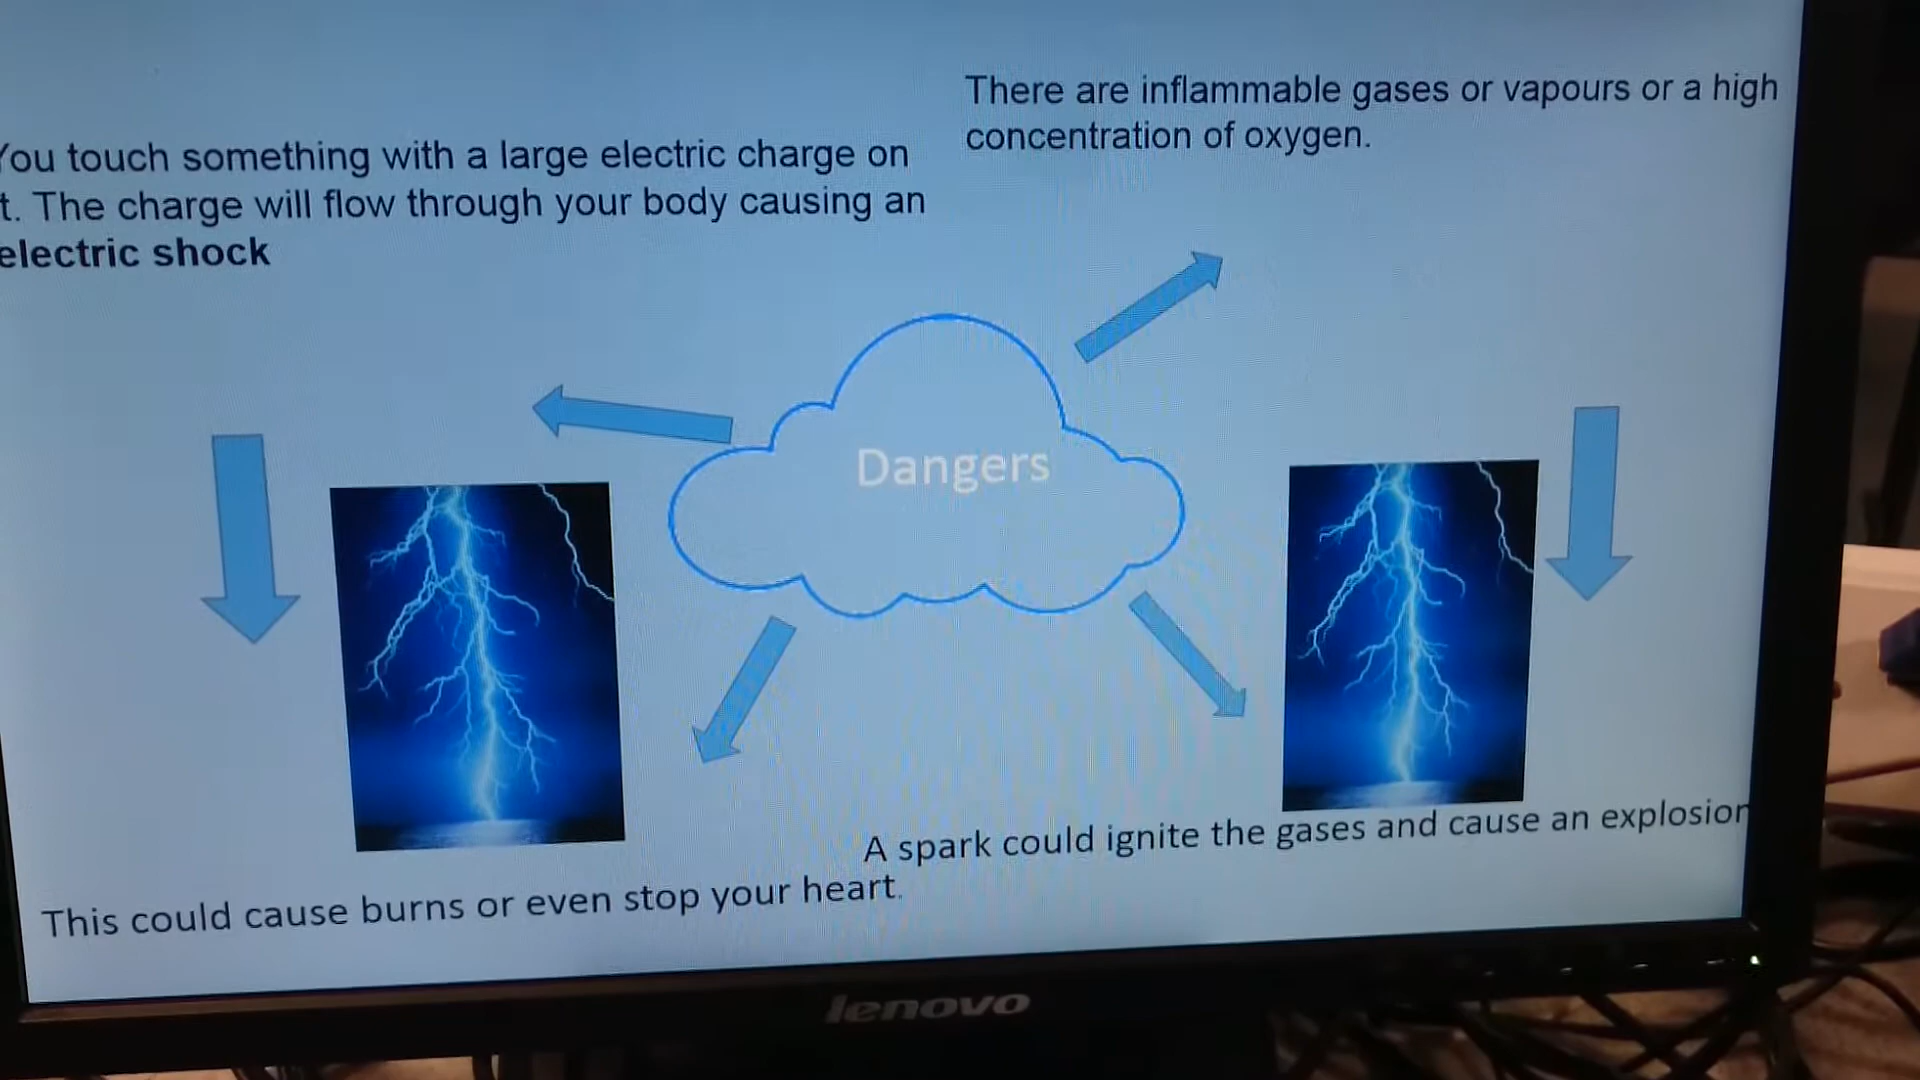 You touch something with a large electric charge on
t. The charge will flow through your body causing an
electric shock
There are inflammable gases or vapours or a high
concentration of oxygen.
Dangers
A spark could ignite the gases and cause an explosion
This could cause burns or even stop your heart.
lenovo